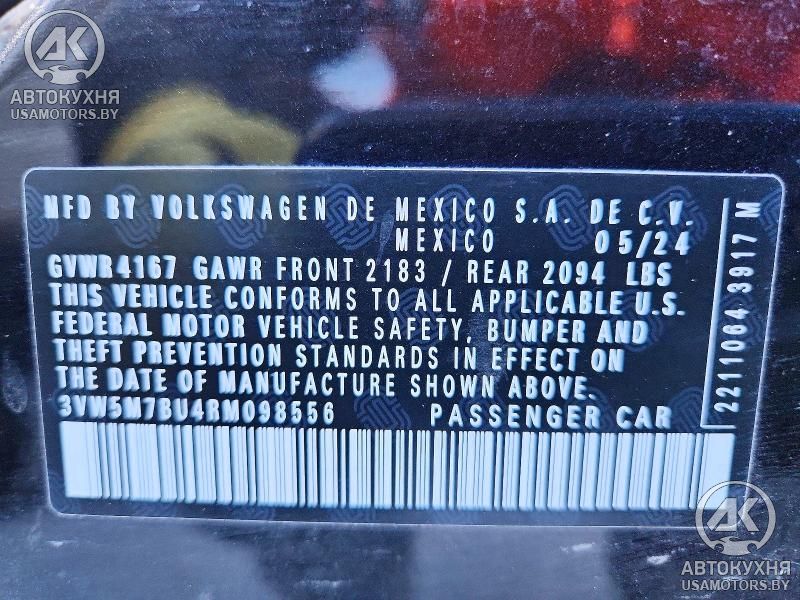 AK
АВТОКУХНЯ
USAMOTORS.BY
MFD BY VOLKSWAGEN DE MEXICO S.A. DE C.V.
MEXICO 05/24
GVWR4167 GAWR FRONT 2183 / REAR 2094 LBS
THIS VEHICLE CONFORMS TO ALL APPLICABLE U.S.
FEDERAL MOTOR VEHICLE SAFETY, BUMPER AND
THEFT PREVENTION STANDARDS IN EFFECT ON
THE DATE OF MANUFACTURE SHOWN ABOVE.
3VW5M7BU4RM098556 PASSENGER CAR
2211064 3917 M
AK
АВТОКУХНЯ
USAMOTORS.BY